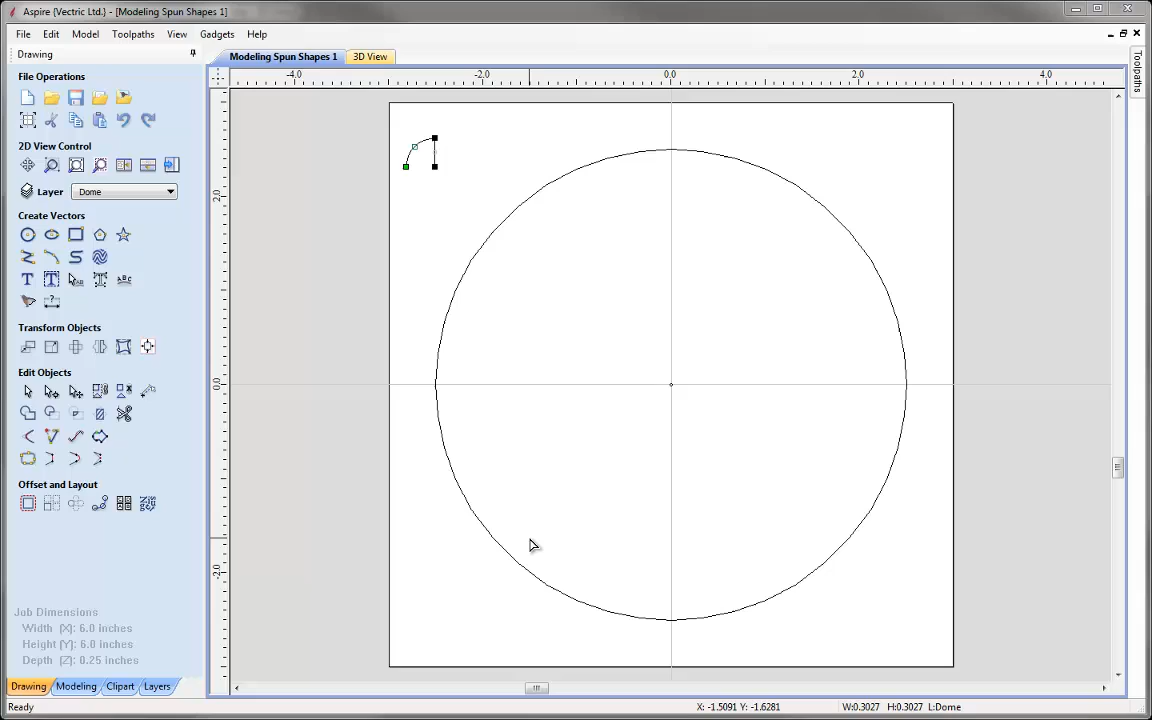 Aspire {Vectric Ltd.} - [Modeling Spun Shapes 1]
File Edit Model Toolpaths View Gadgets Help
Drawing
Modeling Spun Shapes 1
3D View
Toolpaths
-4.0 -2.0 0.0 2.0 4.0
2.0
0.0
-2.0
File Operations
2D View Control
Layer Dome
Create Vectors
Transform Objects
Edit Objects
Offset and Layout
Job Dimensions
Width (X): 6.0 inches
Height (Y): 6.0 inches
Depth (Z): 0.25 inches
Drawing Modeling Clipart Layers
Ready
X: -1.5091 Y: -1.6281
W:0.3027 H:0.3027 L:Dome